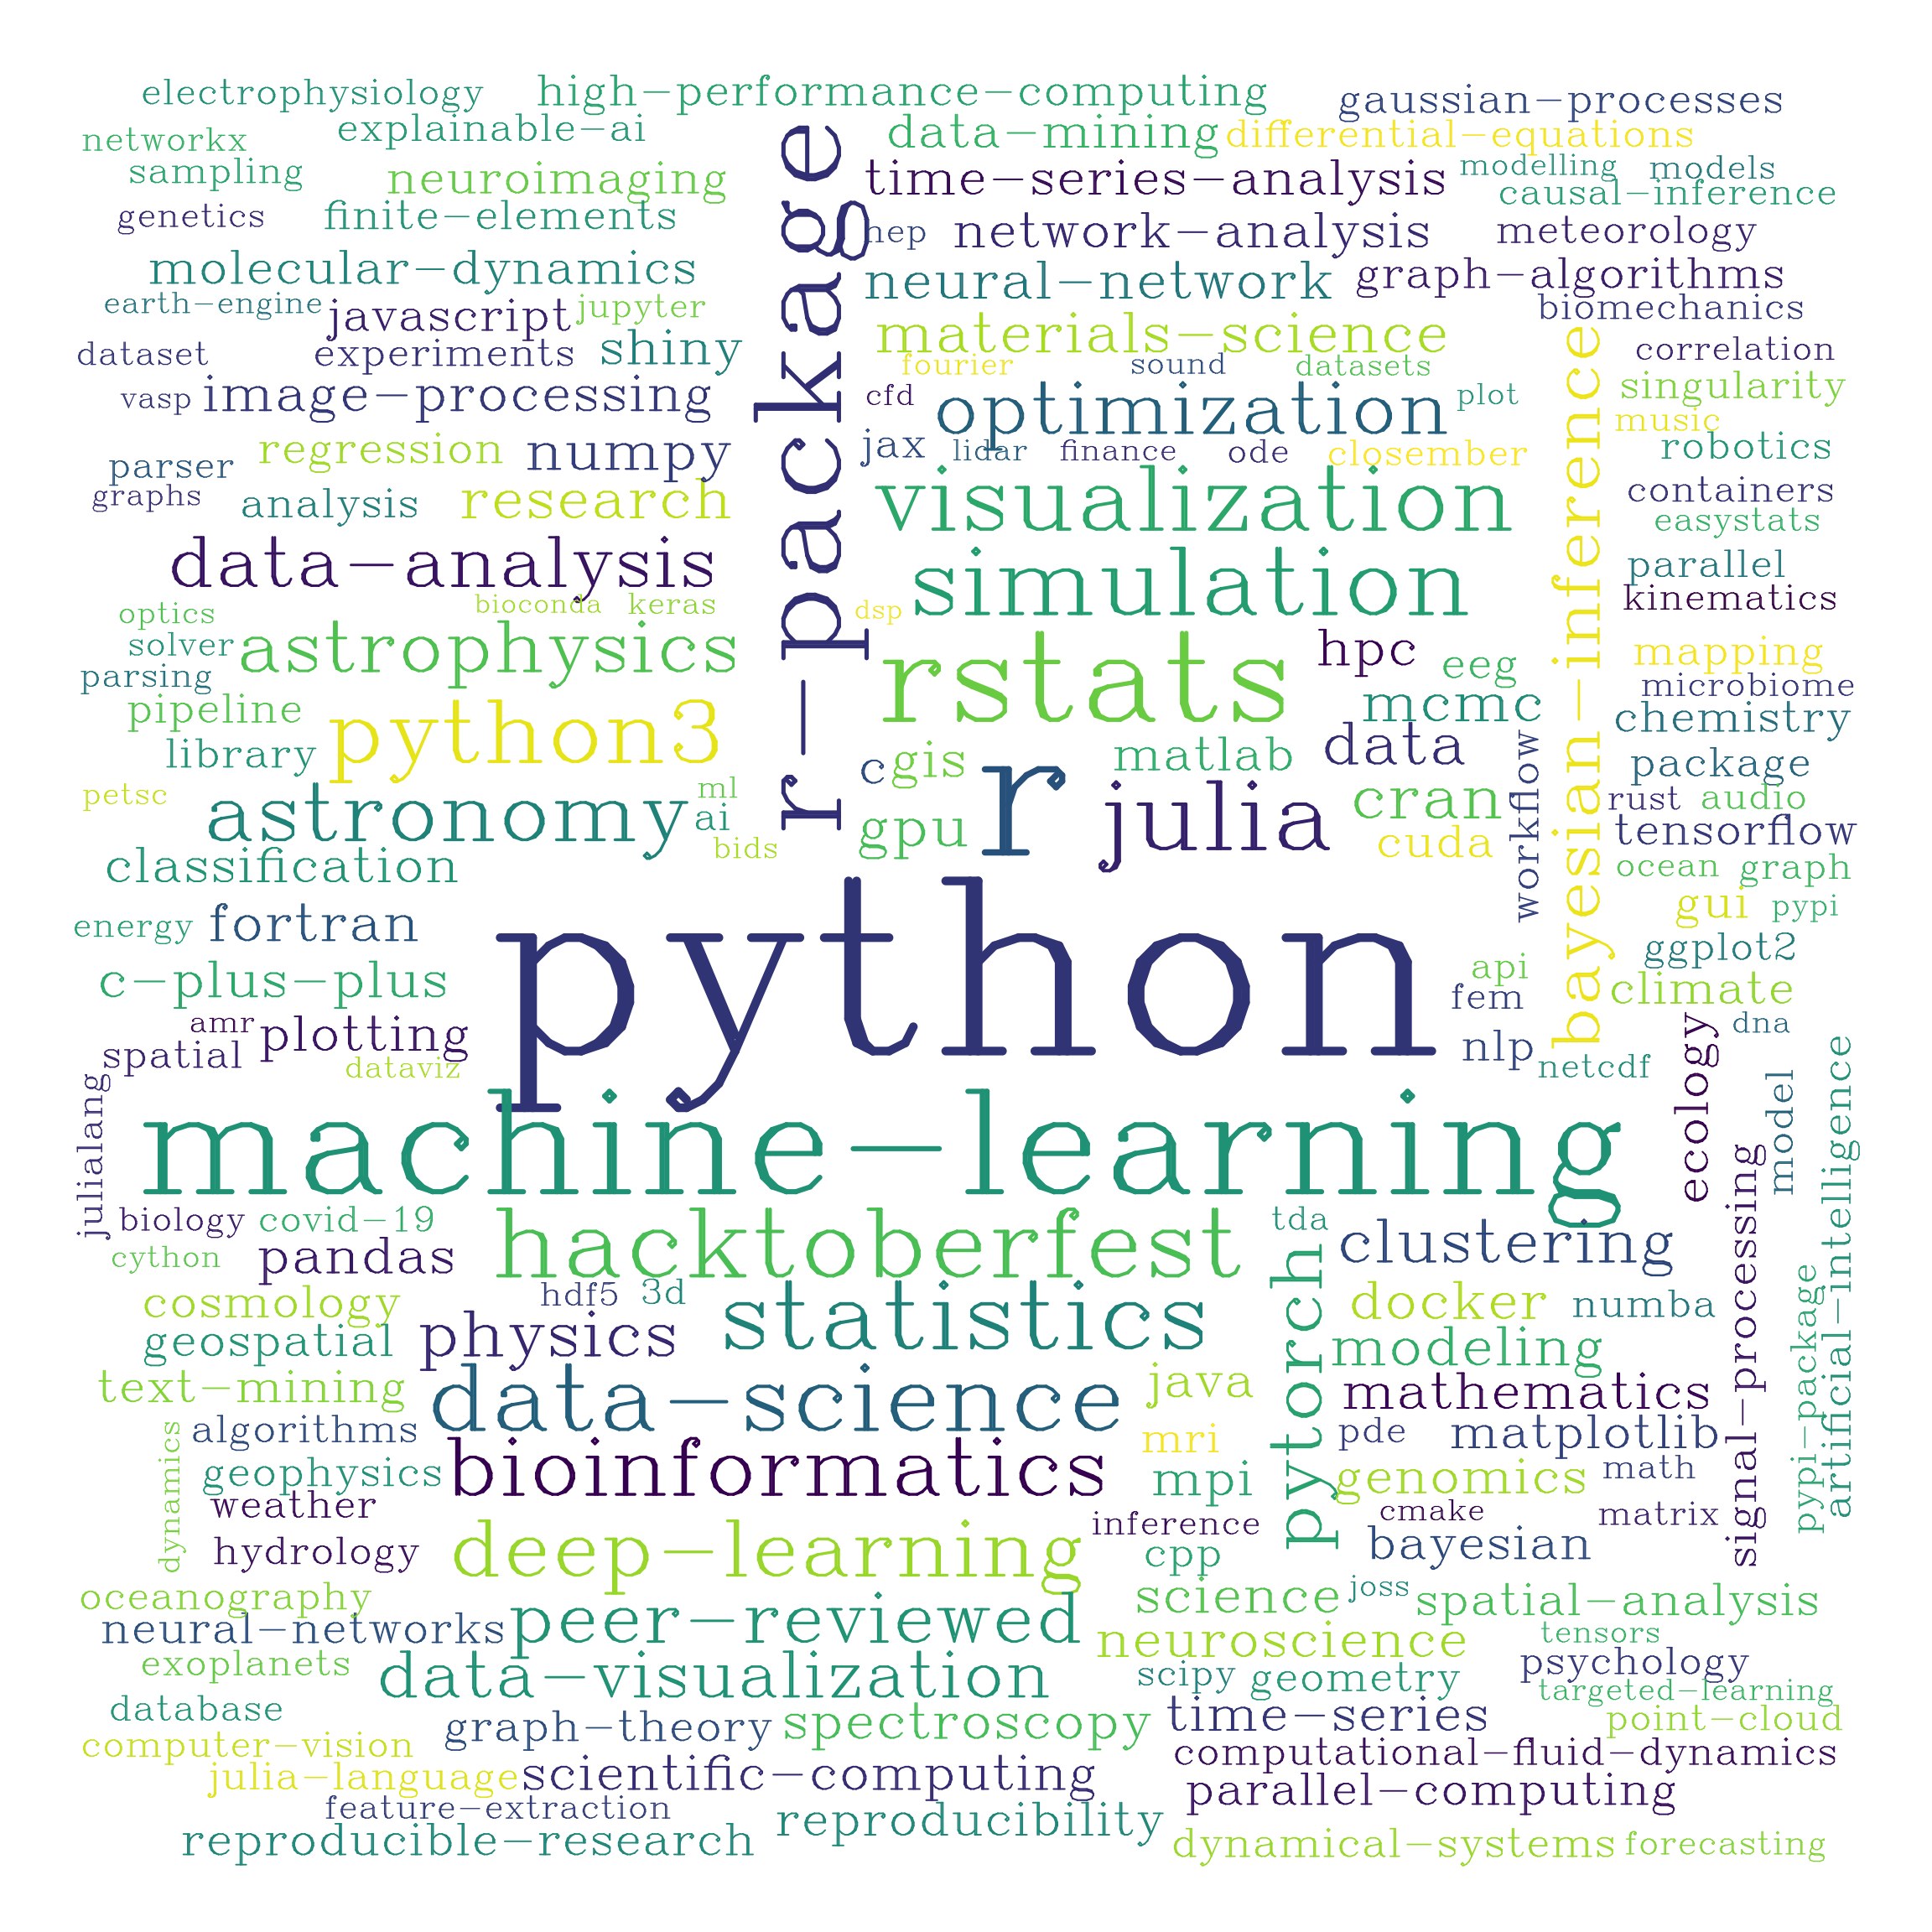 electrophysiology
high-performance-computing
gaussian-processes
networkx
explainable-ai
data-mining
differential-equations
sampling
neuroimaging
time-series-analysis
modelling
models
causal-inference
genetics
finite-elements
hep
network-analysis
meteorology
molecular-dynamics
neural-network
graph-algorithms
earth-engine
javascript
jupyter
biomechanics
dataset
experiments
shiny
materials-science
correlation
fourier
sound
datasets
singularity
vasp
image-processing
r-package
cfd
optimization
plot
music
parser
regression
numpy
jax
lidar
finance
ode
closember
robotics
graphs
analysis
research
visualization
bayesian-inference
containers
easystats
data-analysis
simulation
parallel
kinematics
optics
bioconda
keras
dsp
solver
astrophysics
rstats
hpc
eeg
mapping
parsing
microbiome
pipeline
python3
mcmc
chemistry
library
c
gis
r
matlab
data
workflow
package
petsc
astronomy
ml
ai
julia
cran
rust
audio
bids
gpu
cuda
tensorflow
classification
ocean
graph
energy
fortran
python
gui
pypi
ggplot2
c-plus-plus
api
fem
climate
amr
plotting
ecology
dna
spatial
dataviz
nlp
netcdf
julialang
machine-learning
model
artificial-intelligence
biology
covid-19
hacktoberfest
tda
clustering
signal-processing
cython
pandas
pytorch
cosmology
hdf5
3d
docker
numba
pypi-package
geospatial
physics
statistics
modeling
text-mining
data-science
java
mathematics
dynamics
algorithms
mri
pde
matplotlib
geophysics
bioinformatics
mpi
genomics
math
weather
inference
cmake
matrix
hydrology
deep-learning
cpp
bayesian
oceanography
peer-reviewed
science
joss
spatial-analysis
neural-networks
neuroscience
tensors
exoplanets
data-visualization
scipy
geometry
psychology
targeted-learning
database
graph-theory
spectroscopy
time-series
point-cloud
computer-vision
computational-fluid-dynamics
julia-language
scientific-computing
parallel-computing
feature-extraction
reproducibility
reproducible-research
dynamical-systems
forecasting